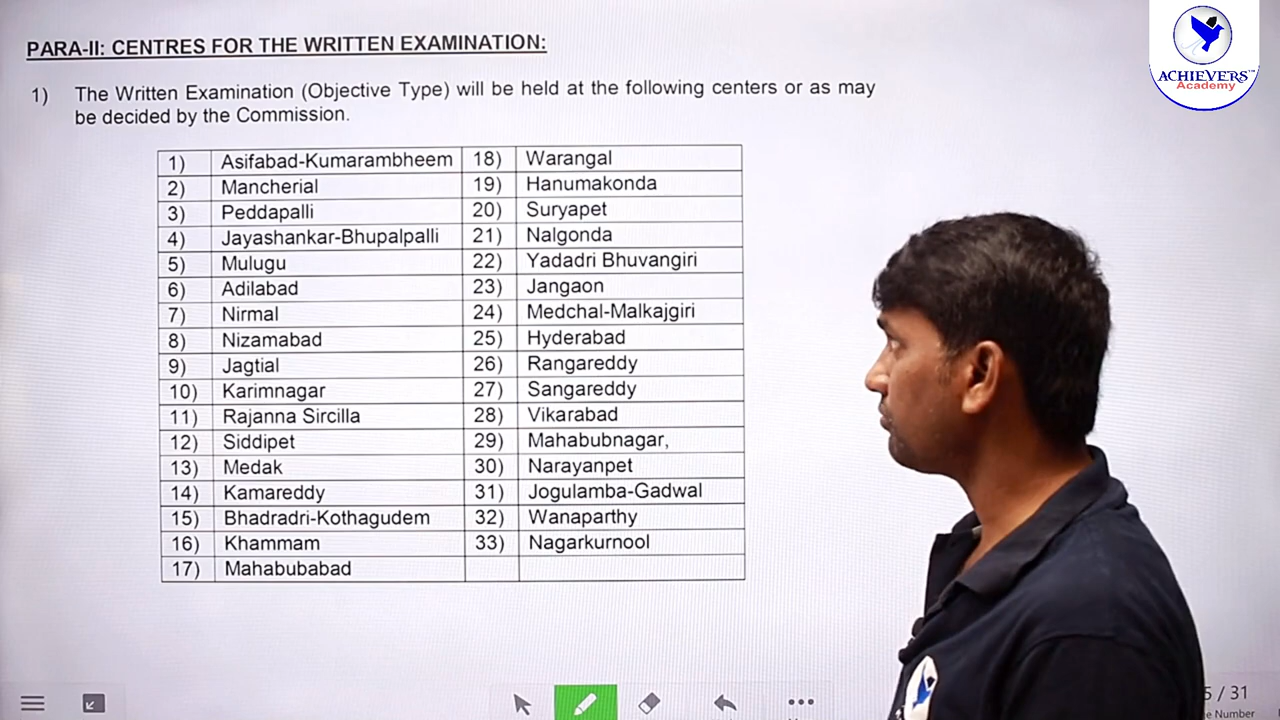 PARA-II: CENTRES FOR THE WRITTEN EXAMINATION:
1) The Written Examination (Objective Type) will be held at the following centers or as may
be decided by the Commission.
1) Asifabad-Kumarambheem 18) Warangal
2) Mancherial 19) Hanumakonda
3) Peddapalli 20) Suryapet
4) Jayashankar-Bhupalpalli 21) Nalgonda
5) Mulugu 22) Yadadri Bhuvangiri
6) Adilabad 23) Jangaon
7) Nirmal 24) Medchal-Malkajgiri
8) Nizamabad 25) Hyderabad
9) Jagtial 26) Rangareddy
10) Karimnagar 27) Sangareddy
11) Rajanna Sircilla 28) Vikarabad
12) Siddipet 29) Mahabubnagar,
13) Medak 30) Narayanpet
14) Kamareddy 31) Jogulamba-Gadwal
15) Bhadradri-Kothagudem 32) Wanaparthy
16) Khammam 33) Nagarkurnool
17) Mahabubabad
ACHIEVERS™
Academy
/ 31
Number